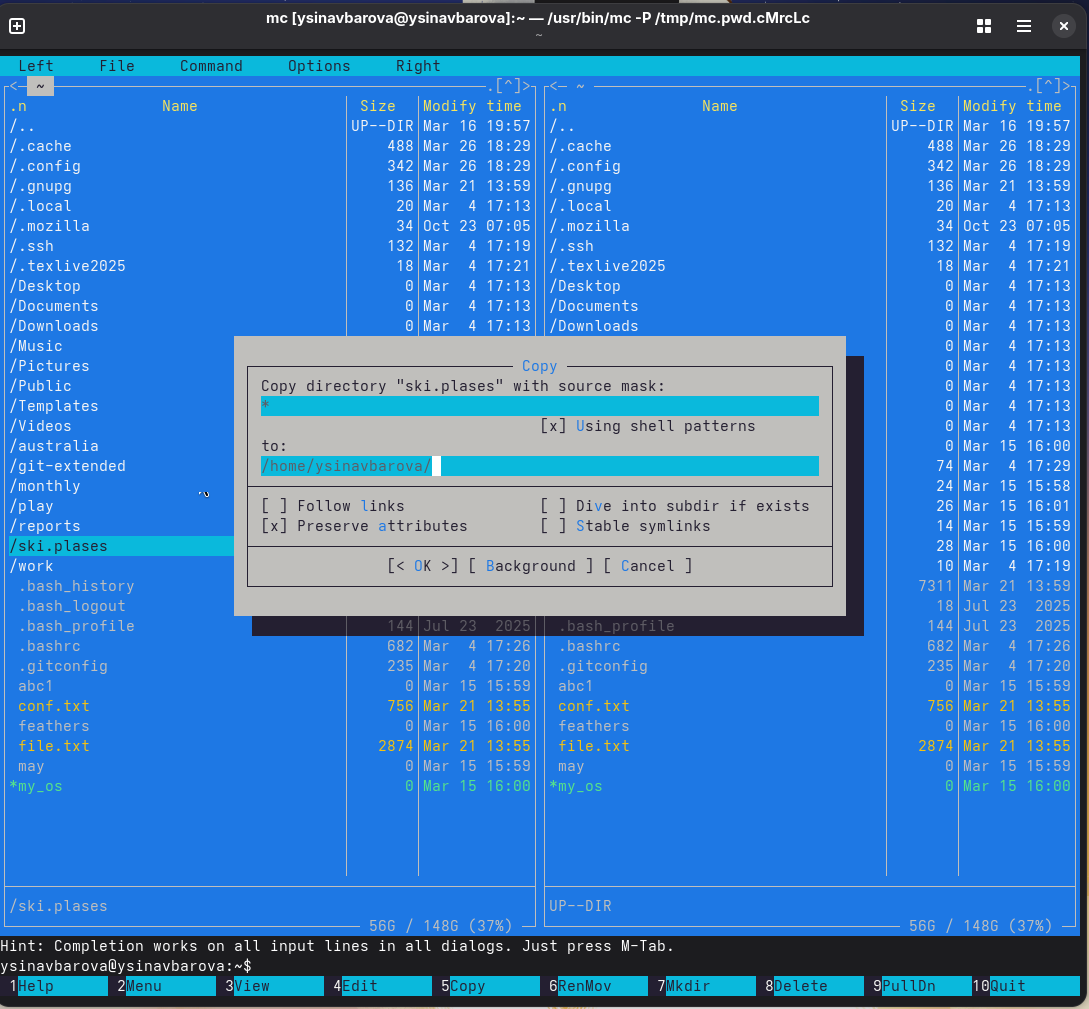 mc [ysinavbarova@ysinavbarova]:~ — /usr/bin/mc -P /tmp/mc.pwd.cMrcLc
~
Left File Command Options Right
<─ ~ .[^]> <─ ~ .[^]>
.n Name Size Modify time .n Name Size Modify time
/.. UP--DIR Mar 16 19:57 /.. UP--DIR Mar 16 19:57
/.cache 488 Mar 26 18:29 /.cache 488 Mar 26 18:29
/.config 342 Mar 26 18:29 /.config 342 Mar 26 18:29
/.gnupg 136 Mar 21 13:59 /.gnupg 136 Mar 21 13:59
/.local 20 Mar 4 17:13 /.local 20 Mar 4 17:13
/.mozilla 34 Oct 23 07:05 /.mozilla 34 Oct 23 07:05
/.ssh 132 Mar 4 17:19 /.ssh 132 Mar 4 17:19
/.texlive2025 18 Mar 4 17:21 /.texlive2025 18 Mar 4 17:21
/Desktop 0 Mar 4 17:13 /Desktop 0 Mar 4 17:13
/Documents 0 Mar 4 17:13 /Documents 0 Mar 4 17:13
/Downloads 0 Mar 4 17:13 /Downloads 0 Mar 4 17:13
/Music 0 Mar 4 17:13
/Pictures Copy 0 Mar 4 17:13
/Public Copy directory "ski.plases" with source mask: 0 Mar 4 17:13
/Templates * 0 Mar 4 17:13
/Videos [x] Using shell patterns 0 Mar 4 17:13
/australia to: 0 Mar 15 16:00
/git-extended /home/ysinavbarova/ 74 Mar 4 17:29
/monthly 24 Mar 15 15:58
/play [ ] Follow links [ ] Dive into subdir if exists 26 Mar 15 16:01
/reports [x] Preserve attributes [ ] Stable symlinks 14 Mar 15 15:59
/ski.plases 28 Mar 15 16:00
/work [< OK >] [ Background ] [ Cancel ] 10 Mar 4 17:19
.bash_history 7311 Mar 21 13:59
.bash_logout 18 Jul 23 2025
.bash_profile 144 Jul 23 2025 .bash_profile 144 Jul 23 2025
.bashrc 682 Mar 4 17:26 .bashrc 682 Mar 4 17:26
.gitconfig 235 Mar 4 17:20 .gitconfig 235 Mar 4 17:20
abc1 0 Mar 15 15:59 abc1 0 Mar 15 15:59
conf.txt 756 Mar 21 13:55 conf.txt 756 Mar 21 13:55
feathers 0 Mar 15 16:00 feathers 0 Mar 15 16:00
file.txt 2874 Mar 21 13:55 file.txt 2874 Mar 21 13:55
may 0 Mar 15 15:59 may 0 Mar 15 15:59
*my_os 0 Mar 15 16:00 *my_os 0 Mar 15 16:00
/ski.plases UP--DIR
56G / 148G (37%) 56G / 148G (37%)
Hint: Completion works on all input lines in all dialogs. Just press M-Tab.
ysinavbarova@ysinavbarova:~$
1Help 2Menu 3View 4Edit 5Copy 6RenMov 7Mkdir 8Delete 9PullDn 10Quit